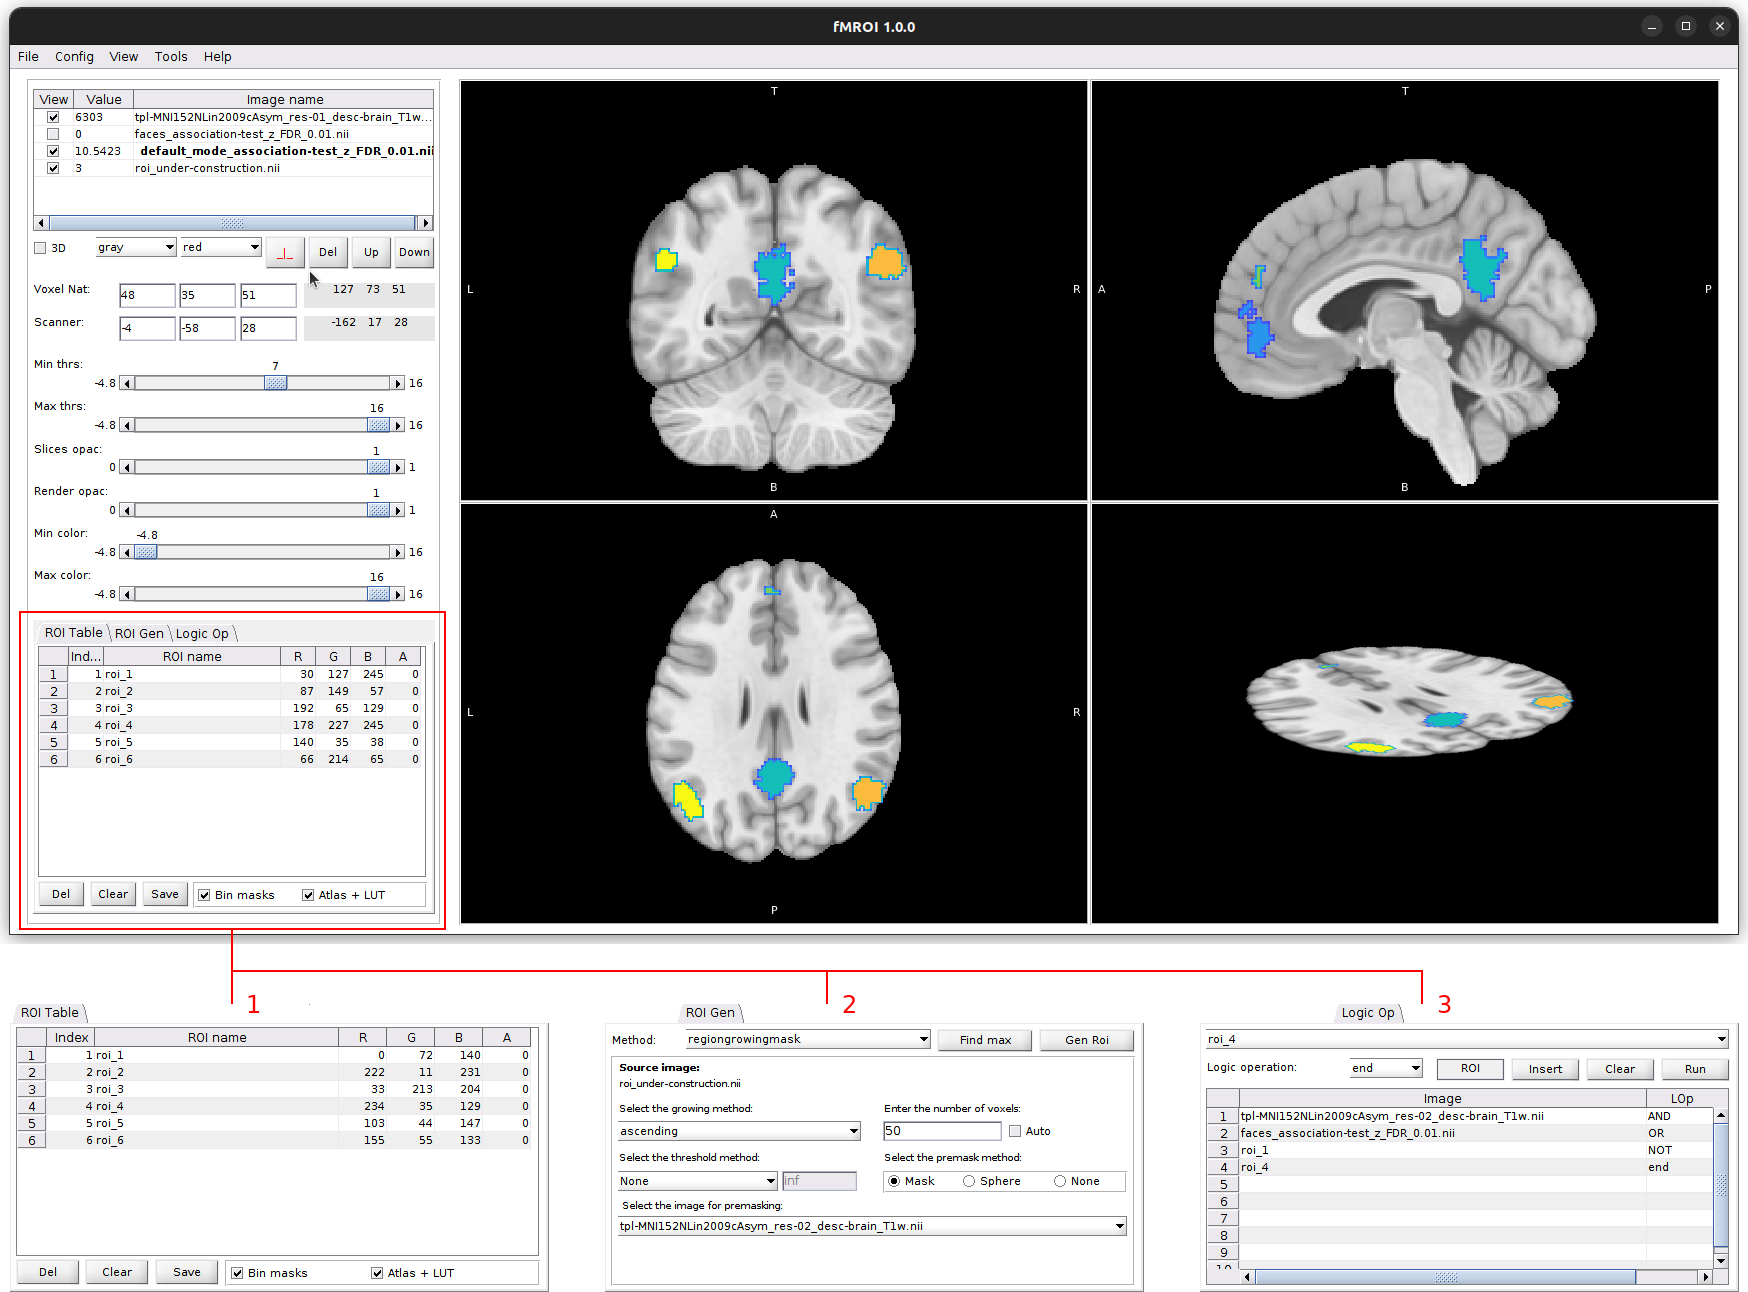 fMROI 1.0.0
File Config View Tools Help
View Value Image name
6303 tpl-MNI152NLin2009cAsym_res-01_desc-brain_T1w...
0 faces_association-test_z_FDR_0.01.nii
10.5423 default_mode_association-test_z_FDR_0.01.nii
3 roi_under-construction.nii
3D gray red _|_ Del Up Down
Voxel Nat: 48 35 51 127 73 51
Scanner: -4 -58 28 -162 17 28
Min thrs: 7
-4.8 16
Max thrs: 16
-4.8 16
Slices opac: 1
0 1
Render opac: 1
0 1
Min color: -4.8
-4.8 16
Max color: 16
-4.8 16
ROI Table ROI Gen Logic Op
Ind... ROI name R G B A
1 1 roi_1 30 127 245 0
2 2 roi_2 87 149 57 0
3 3 roi_3 192 65 129 0
4 4 roi_4 178 227 245 0
5 5 roi_5 140 35 38 0
6 6 roi_6 66 214 65 0
Del Clear Save Bin masks Atlas + LUT
T
L R
B
T
A P
B
A
L R
P
1
ROI Table
Index ROI name R G B A
1 1 roi_1 0 72 140 0
2 2 roi_2 222 11 231 0
3 3 roi_3 33 213 204 0
4 4 roi_4 234 35 129 0
5 5 roi_5 103 44 147 0
6 6 roi_6 155 55 133 0
Del Clear Save Bin masks Atlas + LUT
2
ROI Gen
Method: regiongrowingmask Find max Gen Roi
Source image:
roi_under-construction.nii
Select the growing method: Enter the number of voxels:
ascending 50 Auto
Select the threshold method: Select the premask method:
None inf Mask Sphere None
Select the image for premasking:
tpl-MNI152NLin2009cAsym_res-02_desc-brain_T1w.nii
3
Logic Op
roi_4
Logic operation: end ROI Insert Clear Run
Image LOp
1 tpl-MNI152NLin2009cAsym_res-02_desc-brain_T1w.nii AND
2 faces_association-test_z_FDR_0.01.nii OR
3 roi_1 NOT
4 roi_4 end
5
6
7
8
9
10